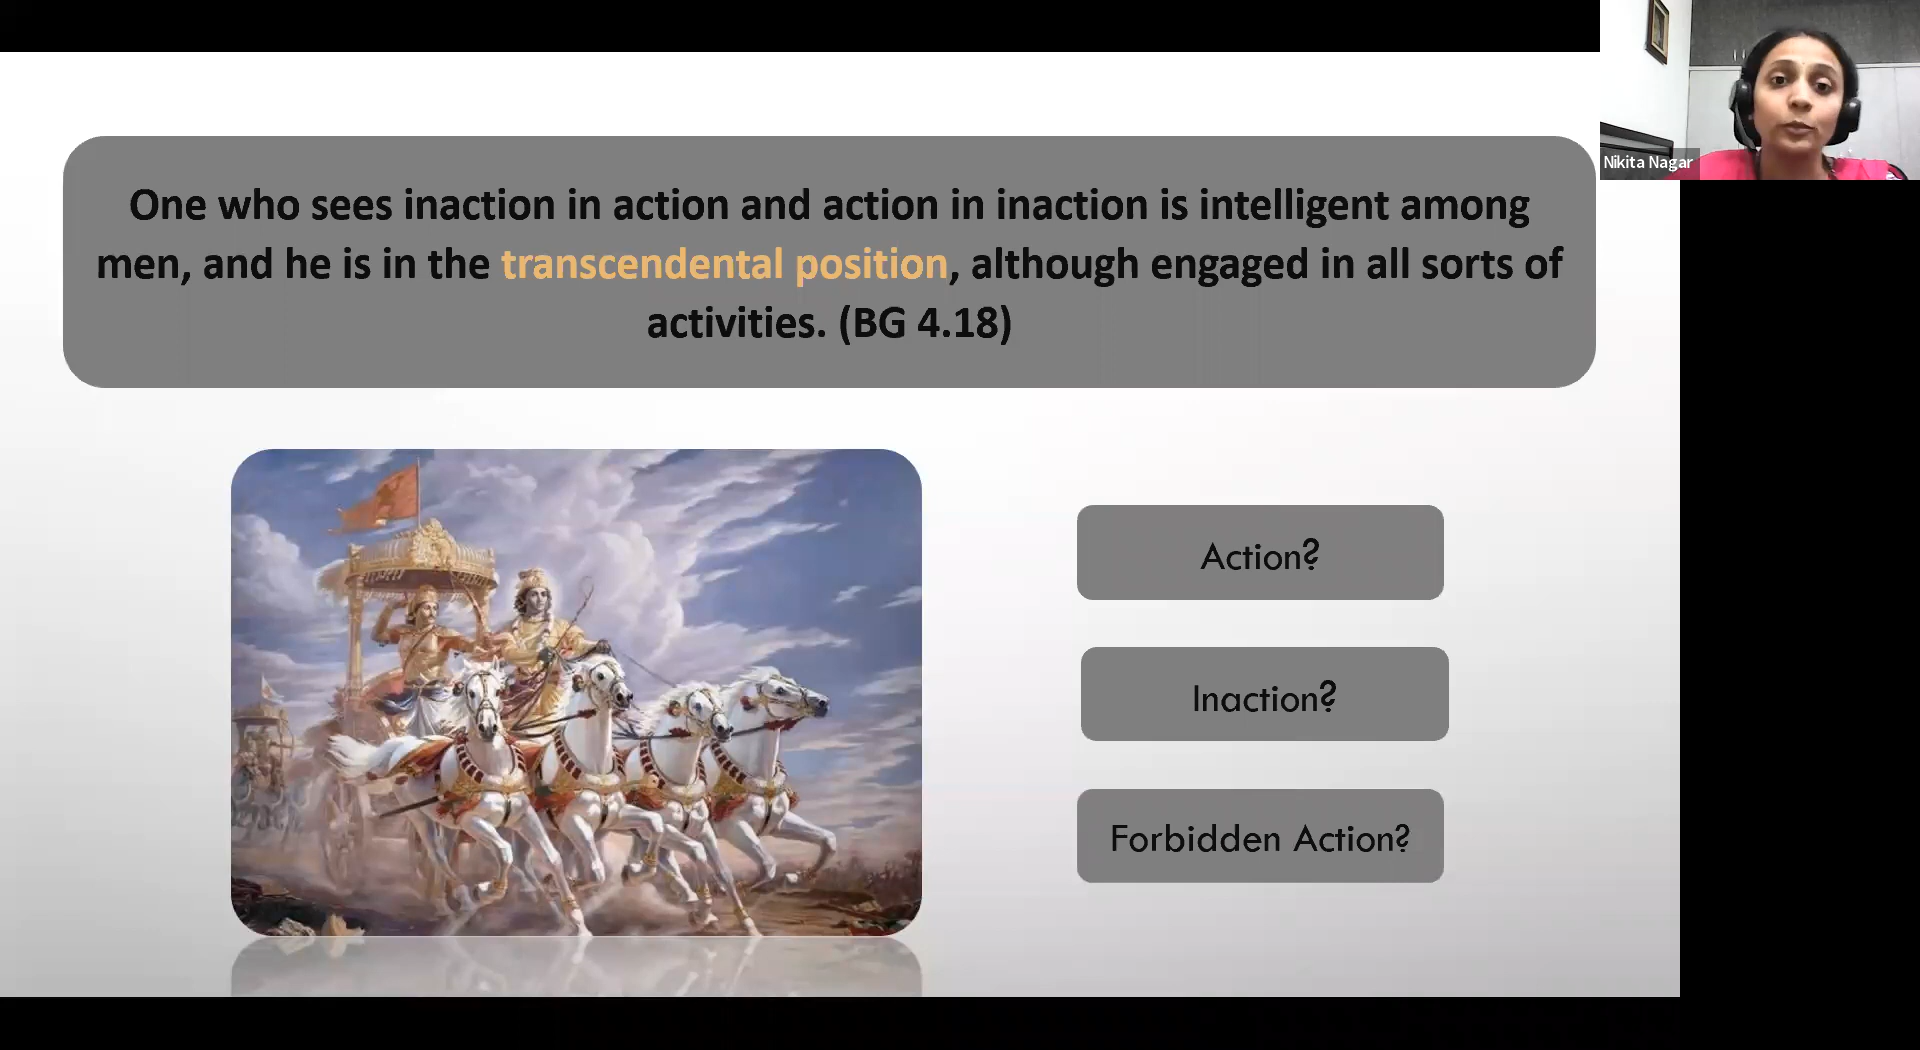 One who sees inaction in action and action in inaction is intelligent among
men, and he is in the transcendental position, although engaged in all sorts of
activities. (BG 4.18)
Action?
Inaction?
Forbidden Action?
Nikita Nagar